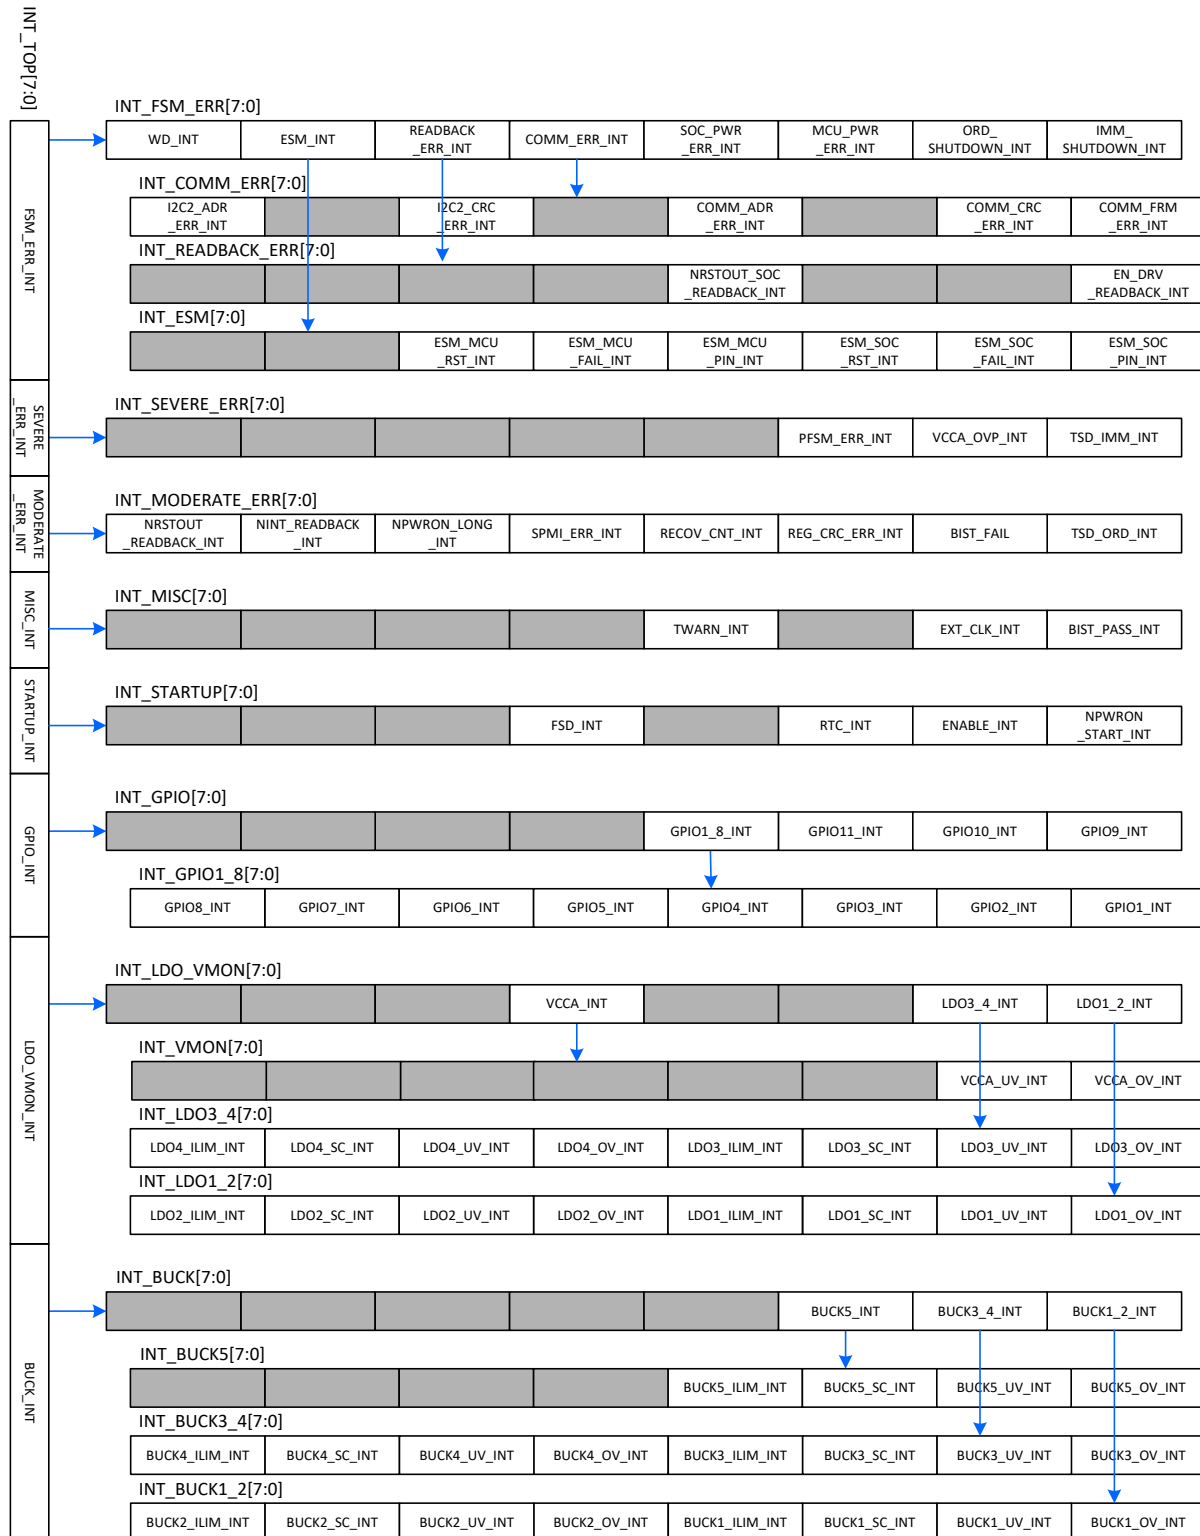 INT_TOP[7:0]
INT_FSM_ERR[7:0]
FSM_ERR_INT
WD_INT
ESM_INT
READBACK
_ERR_INT
COMM_ERR_INT
SOC_PWR
_ERR_INT
MCU_PWR
_ERR_INT
ORD_
SHUTDOWN_INT
IMM_
SHUTDOWN_INT
INT_COMM_ERR[7:0]
I2C2_ADR
_ERR_INT
I2C2_CRC
_ERR_INT
COMM_ADR
_ERR_INT
COMM_CRC
_ERR_INT
COMM_FRM
_ERR_INT
INT_READBACK_ERR[7:0]
NRSTOUT_SOC
_READBACK_INT
EN_DRV
_READBACK_INT
INT_ESM[7:0]
ESM_MCU
_RST_INT
ESM_MCU
_FAIL_INT
ESM_MCU
_PIN_INT
ESM_SOC
_RST_INT
ESM_SOC
_FAIL_INT
ESM_SOC
_PIN_INT
SEVERE
_ERR_INT
INT_SEVERE_ERR[7:0]
PFSM_ERR_INT
VCCA_OVP_INT
TSD_IMM_INT
MODERATE
_ERR_INT
INT_MODERATE_ERR[7:0]
NRSTOUT
_READBACK_INT
NINT_READBACK
_INT
NPWRON_LONG
_INT
SPMI_ERR_INT
RECOV_CNT_INT
REG_CRC_ERR_INT
BIST_FAIL
TSD_ORD_INT
MISC_INT
INT_MISC[7:0]
TWARN_INT
EXT_CLK_INT
BIST_PASS_INT
STARTUP_INT
INT_STARTUP[7:0]
FSD_INT
RTC_INT
ENABLE_INT
NPWRON
_START_INT
GPIO_INT
INT_GPIO[7:0]
GPIO1_8_INT
GPIO11_INT
GPIO10_INT
GPIO9_INT
INT_GPIO1_8[7:0]
GPIO8_INT
GPIO7_INT
GPIO6_INT
GPIO5_INT
GPIO4_INT
GPIO3_INT
GPIO2_INT
GPIO1_INT
LDO_VMON_INT
INT_LDO_VMON[7:0]
VCCA_INT
LDO3_4_INT
LDO1_2_INT
INT_VMON[7:0]
VCCA_UV_INT
VCCA_OV_INT
INT_LDO3_4[7:0]
LDO4_ILIM_INT
LDO4_SC_INT
LDO4_UV_INT
LDO4_OV_INT
LDO3_ILIM_INT
LDO3_SC_INT
LDO3_UV_INT
LDO3_OV_INT
INT_LDO1_2[7:0]
LDO2_ILIM_INT
LDO2_SC_INT
LDO2_UV_INT
LDO2_OV_INT
LDO1_ILIM_INT
LDO1_SC_INT
LDO1_UV_INT
LDO1_OV_INT
BUCK_INT
INT_BUCK[7:0]
BUCK5_INT
BUCK3_4_INT
BUCK1_2_INT
INT_BUCK5[7:0]
BUCK5_ILIM_INT
BUCK5_SC_INT
BUCK5_UV_INT
BUCK5_OV_INT
INT_BUCK3_4[7:0]
BUCK4_ILIM_INT
BUCK4_SC_INT
BUCK4_UV_INT
BUCK4_OV_INT
BUCK3_ILIM_INT
BUCK3_SC_INT
BUCK3_UV_INT
BUCK3_OV_INT
INT_BUCK1_2[7:0]
BUCK2_ILIM_INT
BUCK2_SC_INT
BUCK2_UV_INT
BUCK2_OV_INT
BUCK1_ILIM_INT
BUCK1_SC_INT
BUCK1_UV_INT
BUCK1_OV_INT